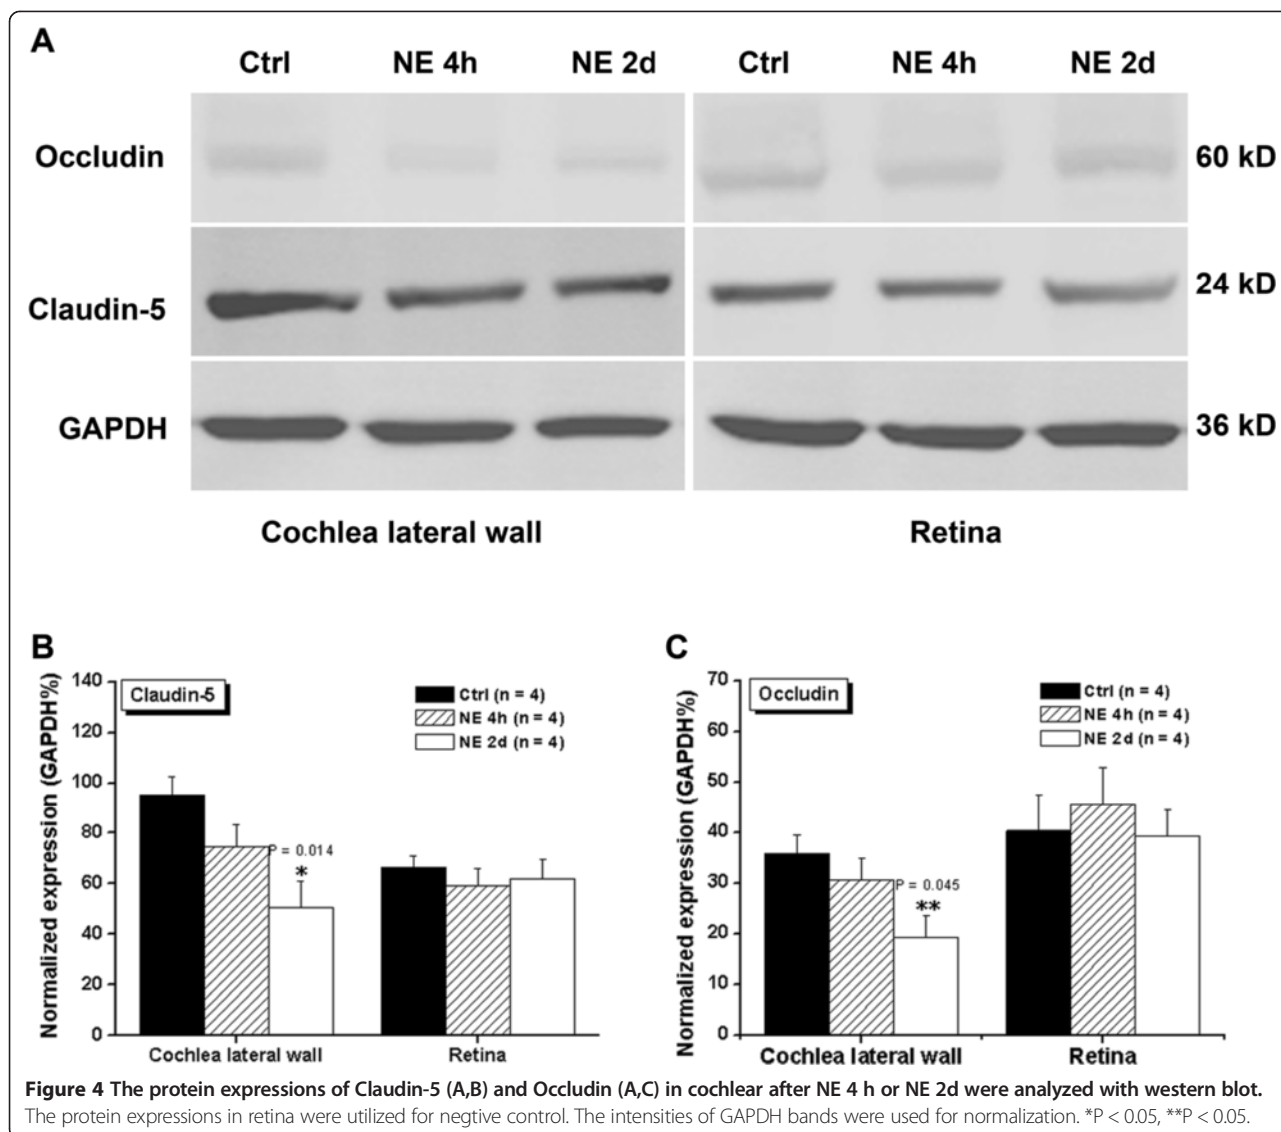 A
Ctrl NE 4h NE 2d Ctrl NE 4h NE 2d
Occludin 60 kD
Claudin-5 24 kD
GAPDH 36 kD
Cochlea lateral wall Retina
B
Normalized expression (GAPDH%)
140
120
100
80
60
40
20
0
Claudin-5
Ctrl (n = 4)
NE 4h (n = 4)
NE 2d (n = 4)
P = 0.014
*
Cochlea lateral wall Retina
C
Normalized expression (GAPDH%)
70
60
50
40
30
20
10
0
Occludin
Ctrl (n = 4)
NE 4h (n = 4)
NE 2d (n = 4)
P = 0.045
**
Cochlea lateral wall Retina
Figure 4 The protein expressions of Claudin-5 (A,B) and Occludin (A,C) in cochlear after NE 4 h or NE 2d were analyzed with western blot.
The protein expressions in retina were utilized for negtive control. The intensities of GAPDH bands were used for normalization. *P < 0.05, **P < 0.05.